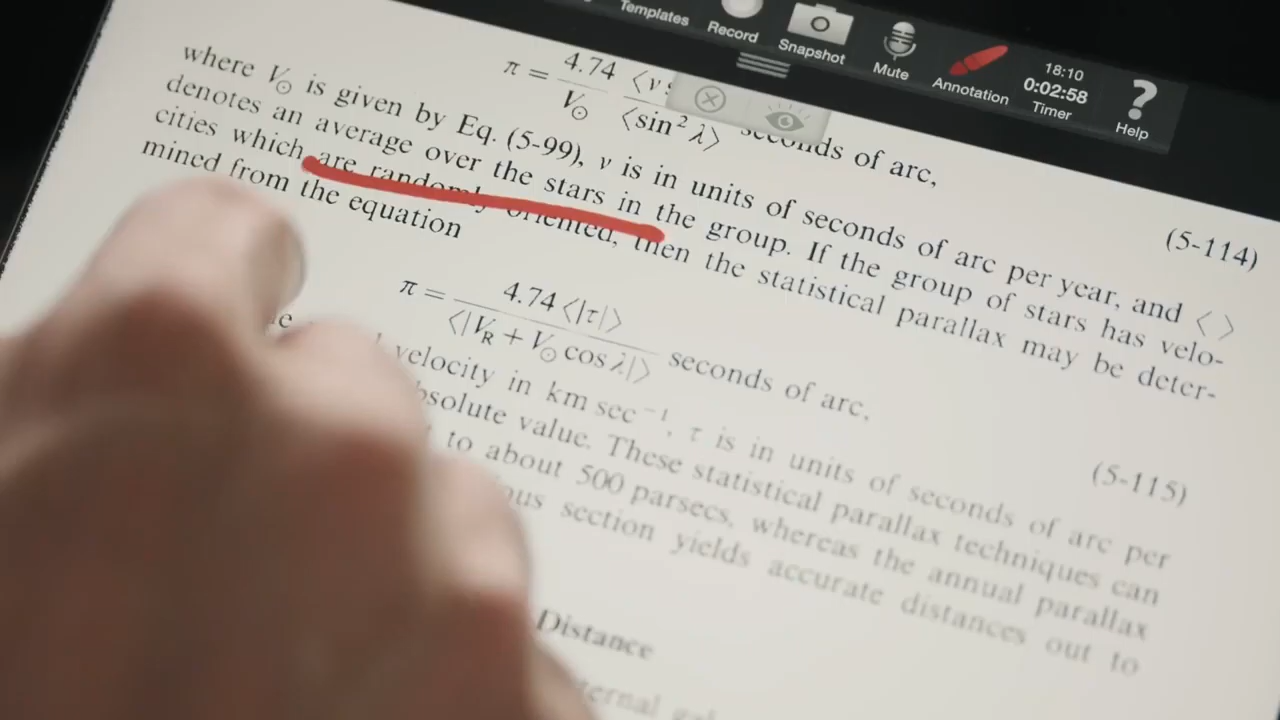 Templates
Record
Snapshot
Mute
Annotation
18:10
0:02:58
Timer
?
Help
π = 4.74 ⟨v
V⊙ ⟨sin² λ⟩ seconds of arc,
(5-114)
where V⊙ is given by Eq. (5-99), v is in units of seconds of arc per year, and ⟨ ⟩
denotes an average over the stars in the group. If the group of stars has velo-
cities which are randomly oriented, then the statistical parallax may be deter-
mined from the equation
π = 4.74 ⟨|τ|⟩
⟨|V_R + V⊙ cos λ|⟩ seconds of arc,
(5-115)
velocity in km sec⁻¹, τ is in units of seconds of arc per
absolute value. These statistical parallax techniques can
to about 500 parsecs, whereas the annual parallax
section yields accurate distances out to
Distance